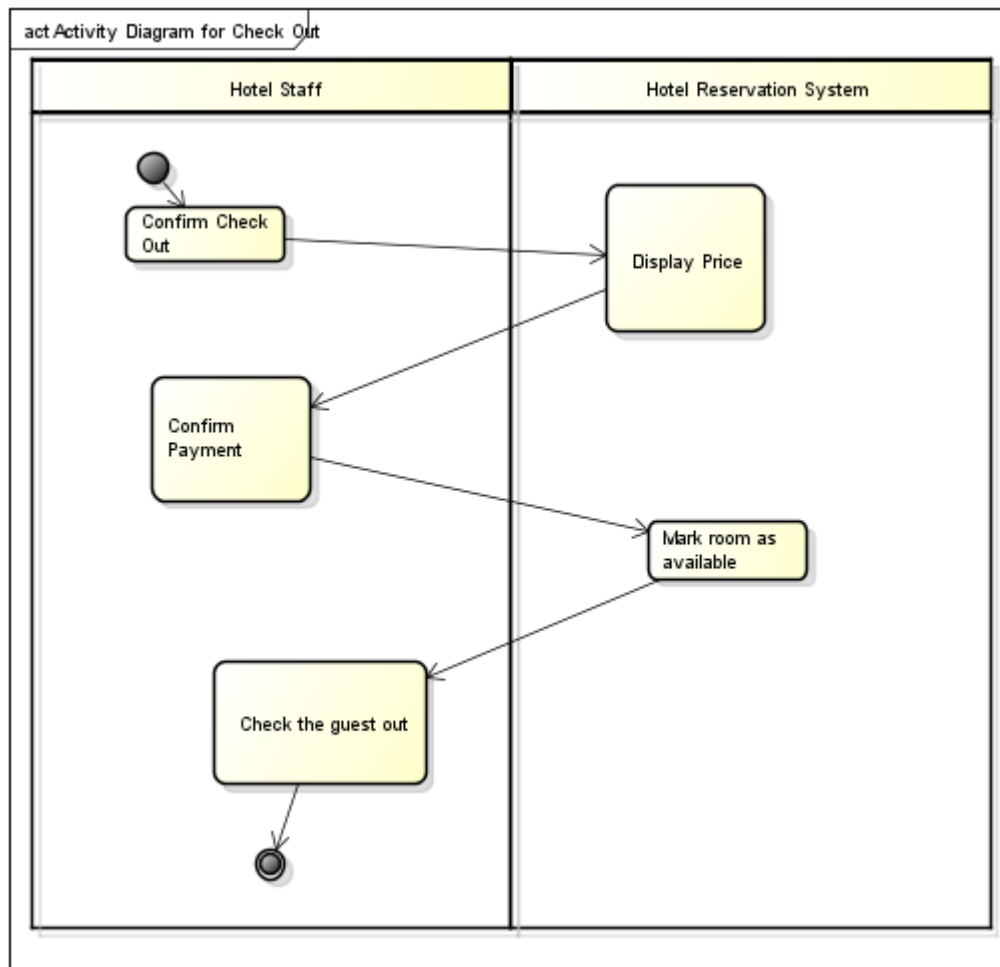 act Activity Diagram for Check Out
Hotel Staff
Hotel Reservation System
Confirm Check
Out
Display Price
Confirm
Payment
Mark room as
available
Check the guest out